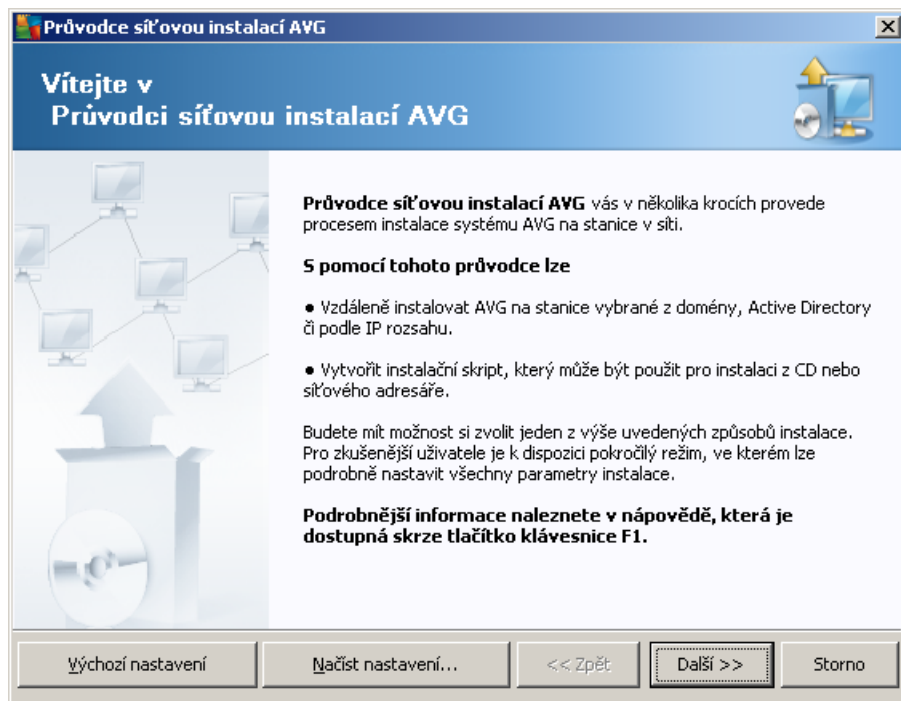 Průvodce síťovou instalací AVG
Vítejte v
Průvodci síťovou instalací AVG
Průvodce síťovou instalací AVG vás v několika krocích provede
procesem instalace systému AVG na stanice v síti.
S pomocí tohoto průvodce lze
● Vzdáleně instalovat AVG na stanice vybrané z domény, Active Directory
či podle IP rozsahu.
● Vytvořit instalační skript, který může být použit pro instalaci z CD nebo
síťového adresáře.
Budete mít možnost si zvolit jeden z výše uvedených způsobů instalace.
Pro zkušenější uživatele je k dispozici pokročilý režim, ve kterém lze
podrobně nastavit všechny parametry instalace.
Podrobnější informace naleznete v nápovědě, která je
dostupná skrze tlačítko klávesnice F1.
Výchozí nastavení
Načíst nastavení...
<< Zpět
Další >>
Storno